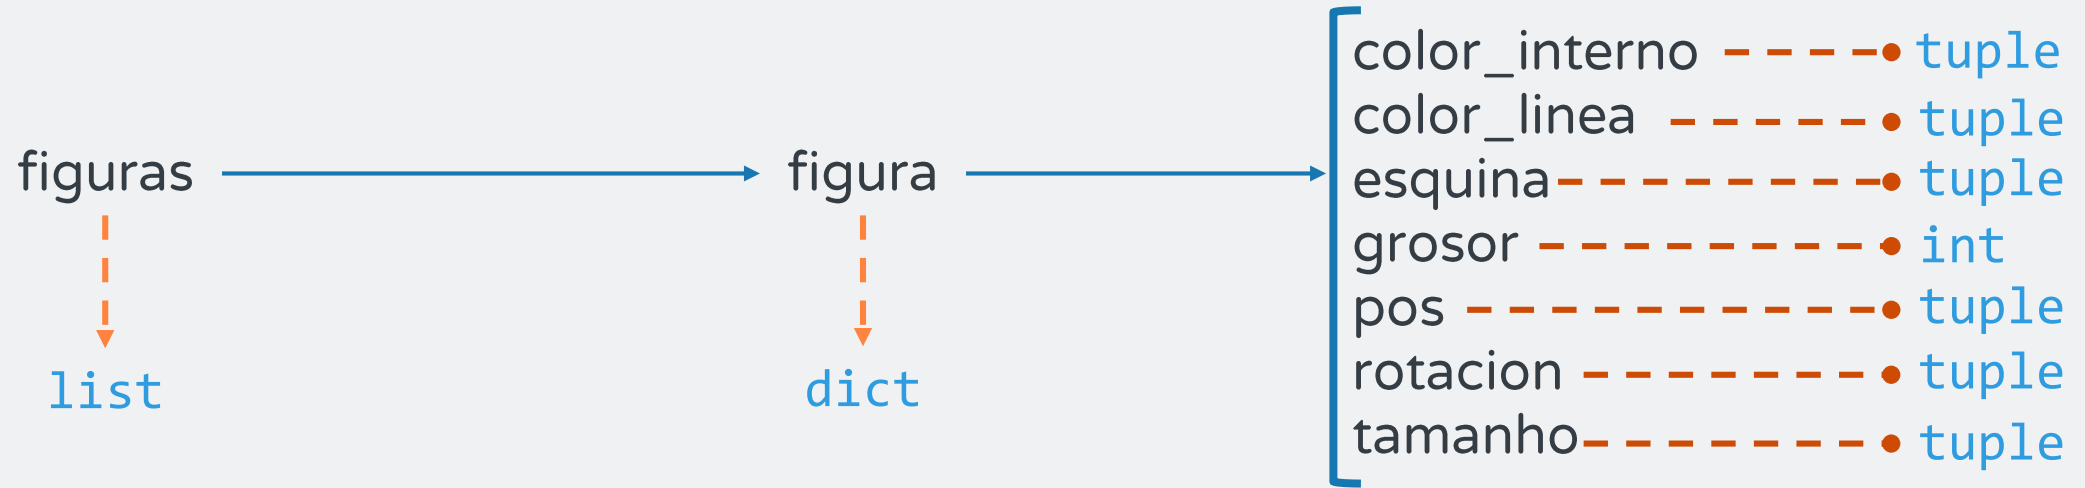 figuras
list
figura
dict
color_interno tuple
color_linea tuple
esquina tuple
grosor int
pos tuple
rotacion tuple
tamanho tuple